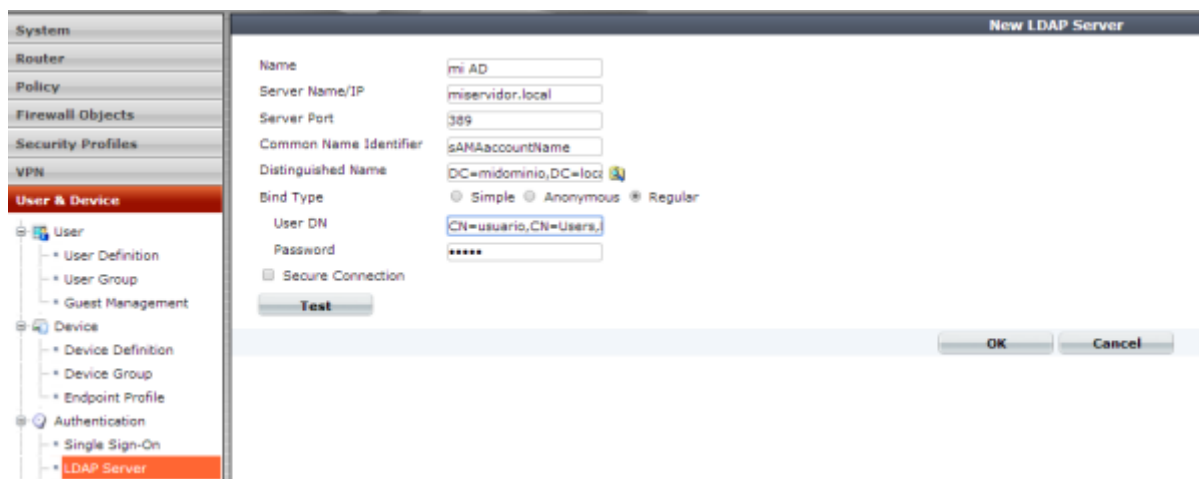 New LDAP Server
System
Router
Policy
Firewall Objects
Security Profiles
VPN
User & Device
User
User Definition
User Group
Guest Management
Device
Device Definition
Device Group
Endpoint Profile
Authentication
Single Sign-On
LDAP Server
Name mi AD
Server Name/IP miservidor.local
Server Port 389
Common Name Identifier sAMAaccountName
Distinguished Name DC=midominio,DC=loca
Bind Type Simple Anonymous Regular
User DN CN=usuario,CN=Users,
Password •••••
Secure Connection
Test
OK Cancel